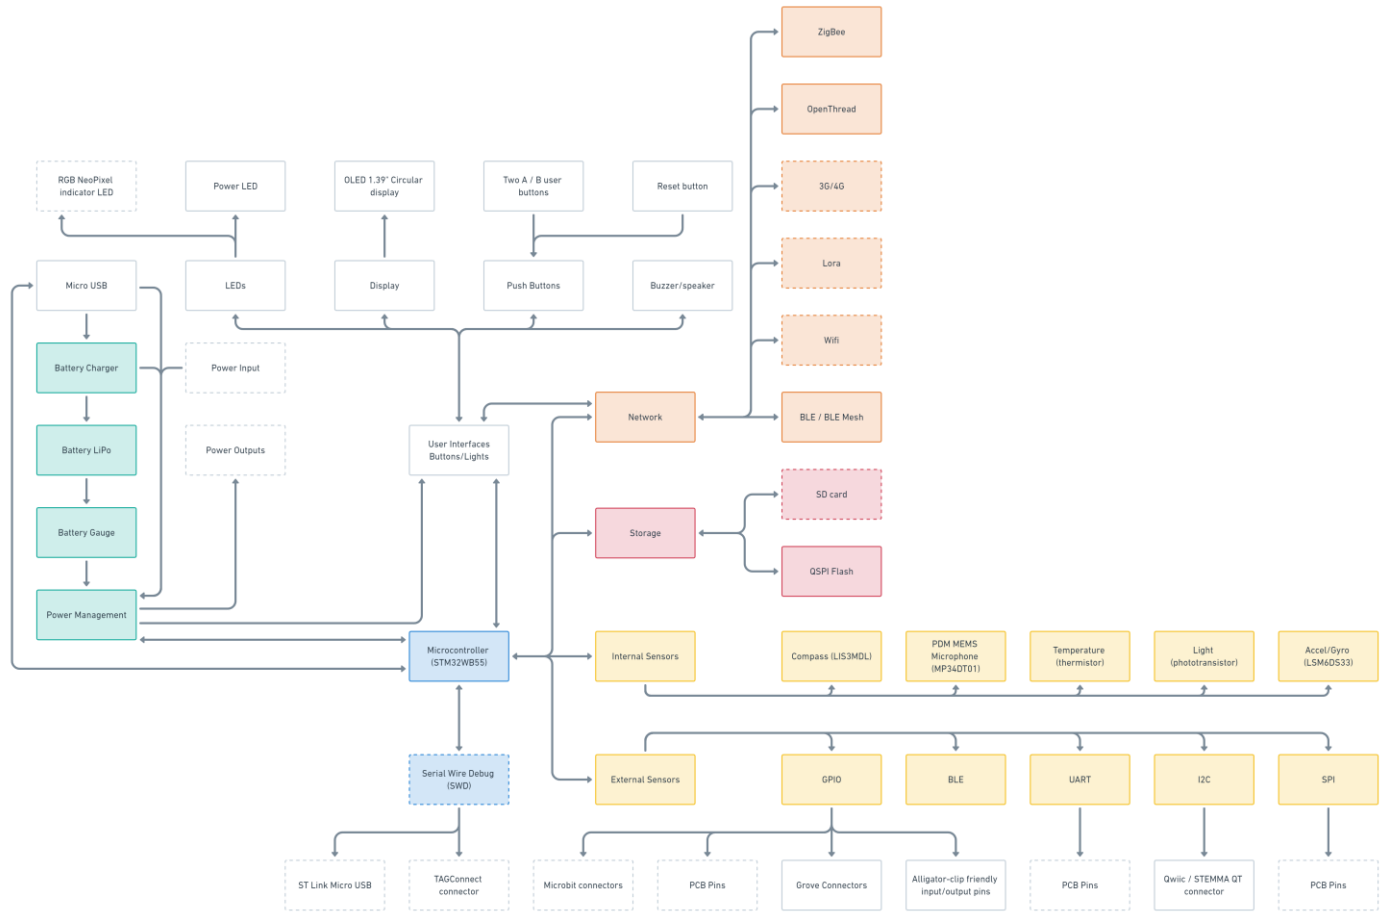 ZigBee
OpenThread
RGB NeoPixel
indicator LED
Power LED
OLED 1.39" Circular
display
Two A / B user
buttons
Reset button
3G/4G
Micro USB
LEDs
Display
Push Buttons
Buzzer/speaker
Lora
Battery Charger
Power Input
Wifi
Network
BLE / BLE Mesh
Battery LiPo
Power Outputs
User Interfaces
Buttons/Lights
SD card
Battery Gauge
Storage
QSPI Flash
Power Management
Microcontroller
(STM32WB55)
Internal Sensors
Compass (LIS3MDL)
PDM MEMS
Microphone
(MP34DT01)
Temperature
(thermistor)
Light
(phototransistor)
Accel/Gyro
(LSM6DS33)
Serial Wire Debug
(SWD)
External Sensors
GPIO
BLE
UART
I2C
SPI
ST Link Micro USB
TAGConnect
connector
Microbit connectors
PCB Pins
Grove Connectors
Alligator-clip friendly
input/output pins
PCB Pins
Qwiic / STEMMA QT
connector
PCB Pins